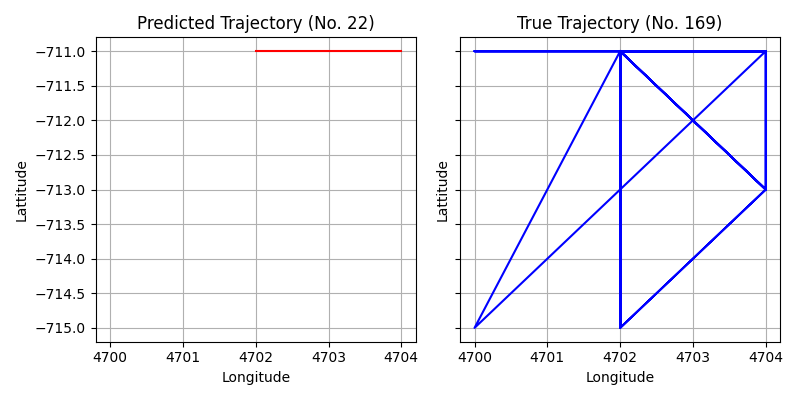 Predicted Trajectory (No. 22)
True Trajectory (No. 169)
−711.0
−711.5
−712.0
−712.5
−713.0
−713.5
−714.0
−714.5
−715.0
Lattitude
Lattitude
4700 4701 4702 4703 4704
4700 4701 4702 4703 4704
Longitude
Longitude